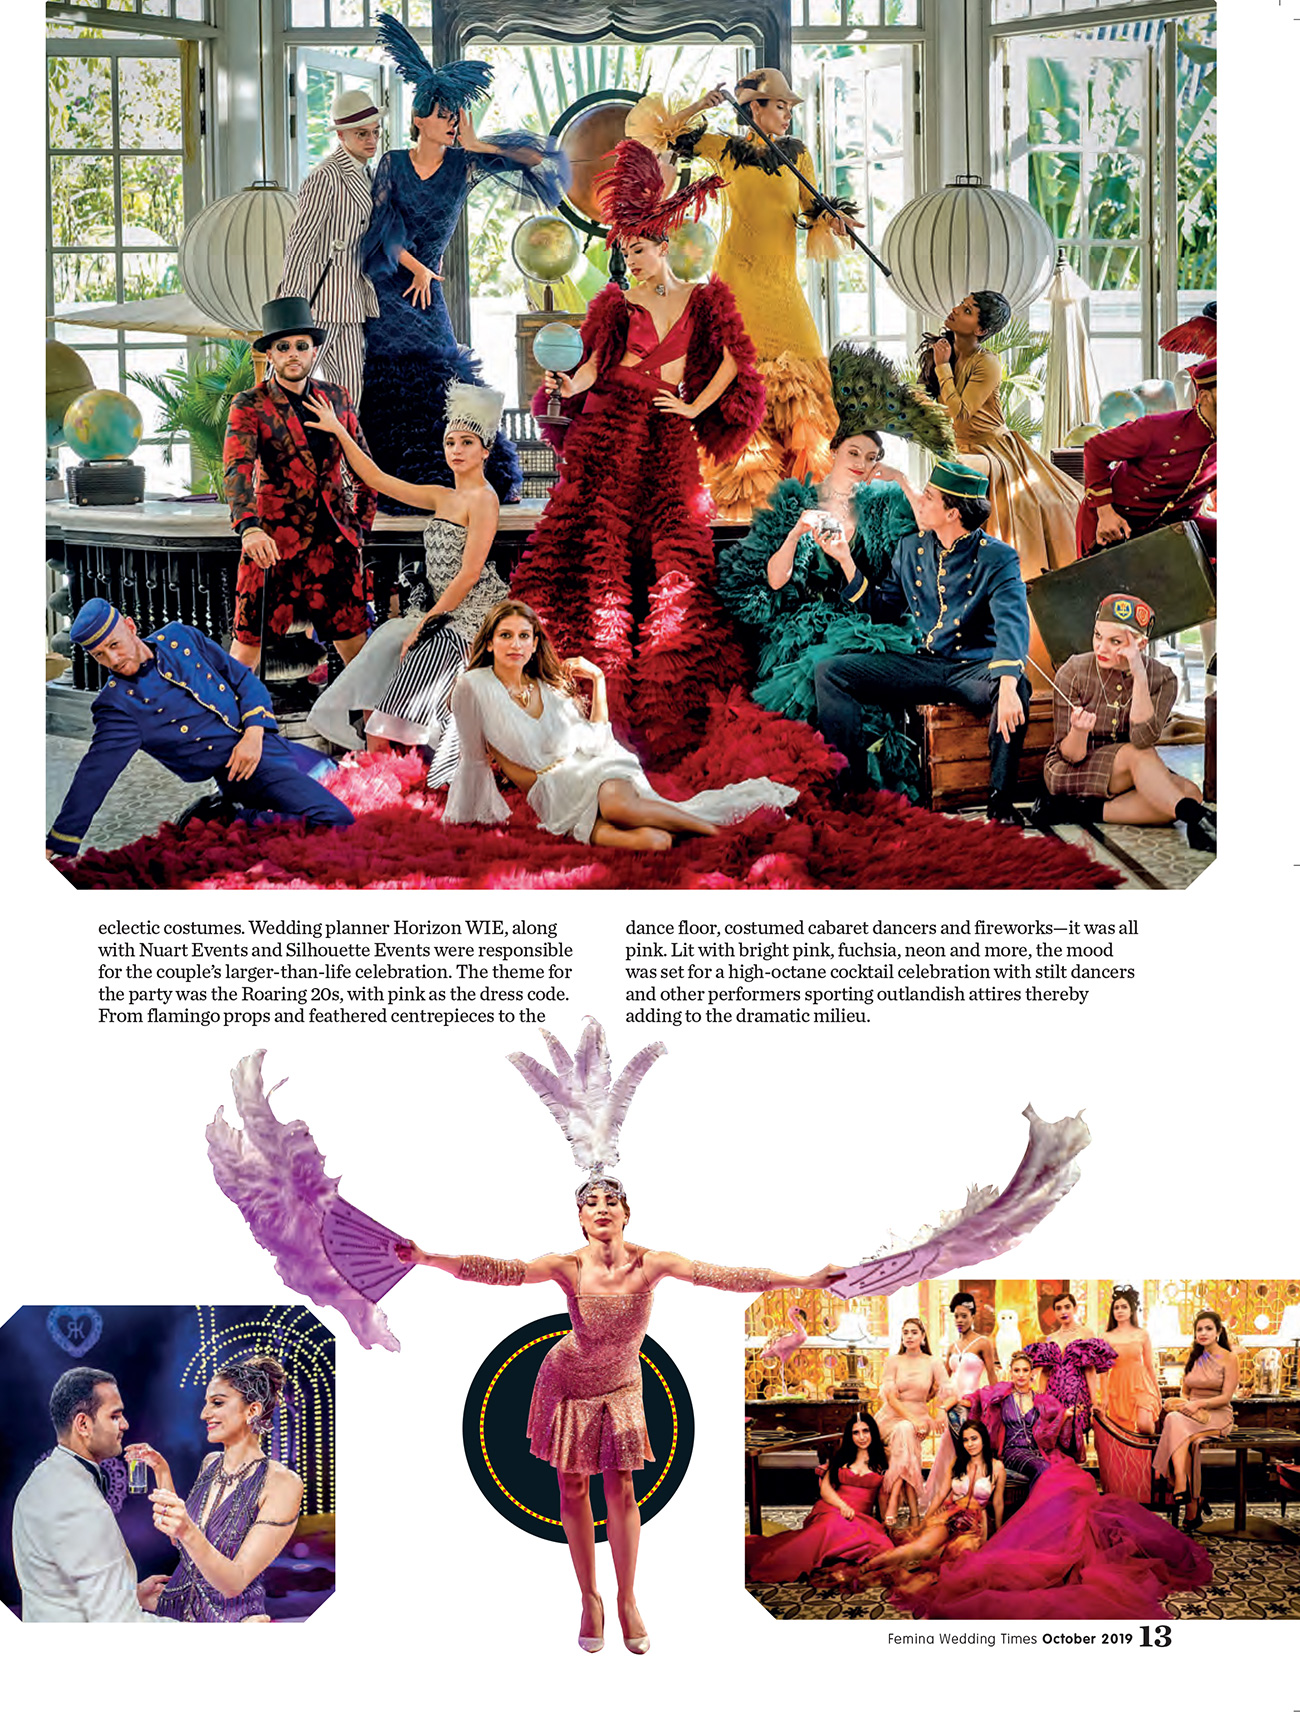 eclectic costumes. Wedding planner Horizon WIE, along
with Nuart Events and Silhouette Events were responsible
for the couple's larger-than-life celebration. The theme for
the party was the Roaring 20s, with pink as the dress code.
From flamingo props and feathered centrepieces to the
dance floor, costumed cabaret dancers and fireworks—it was all
pink. Lit with bright pink, fuchsia, neon and more, the mood
was set for a high-octane cocktail celebration with stilt dancers
and other performers sporting outlandish attires thereby
adding to the dramatic milieu.
Femina Wedding Times October 2019 13